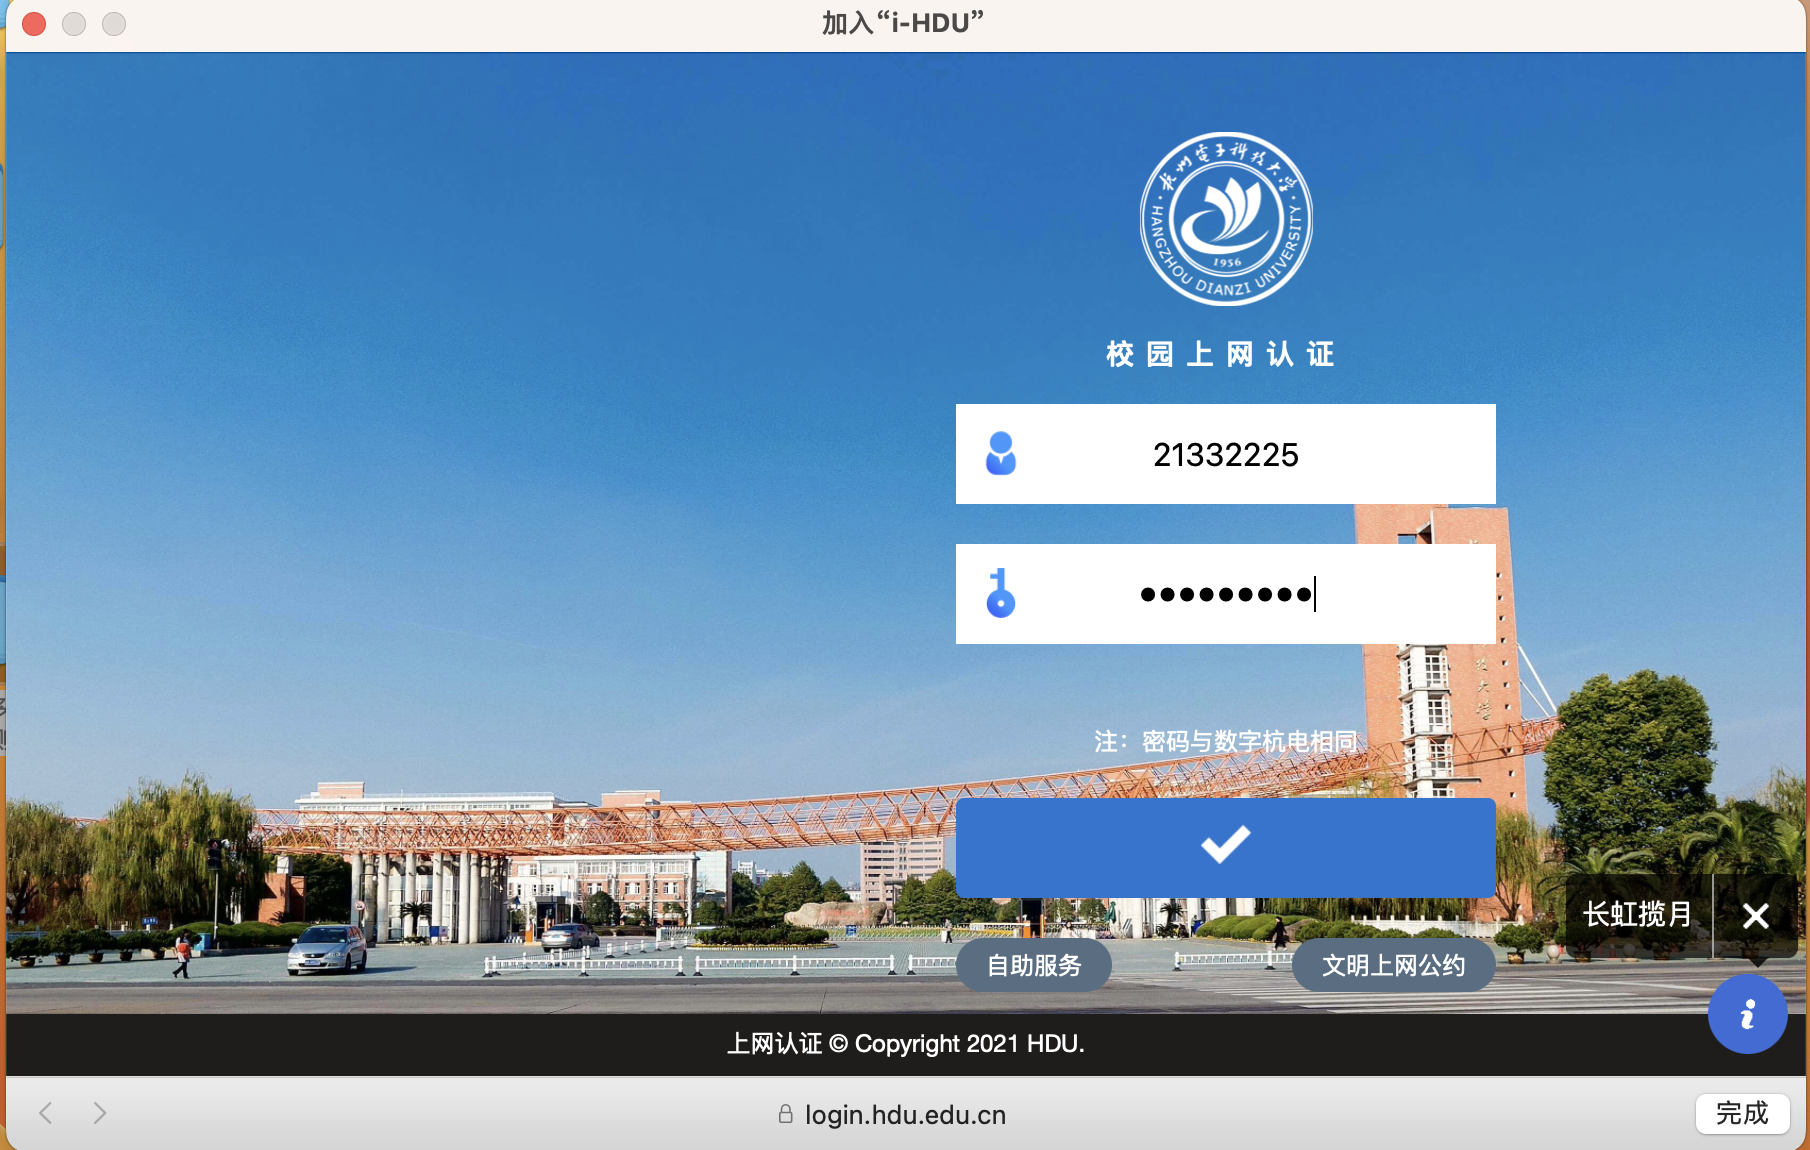 加入“i-HDU”
杭州电子科技大学
HANGZHOU DIANZI UNIVERSITY
1956
校园上网认证
21332225
注：密码与数字杭电相同
长虹揽月
自助服务
文明上网公约
上网认证 © Copyright 2021 HDU.
login.hdu.edu.cn
完成